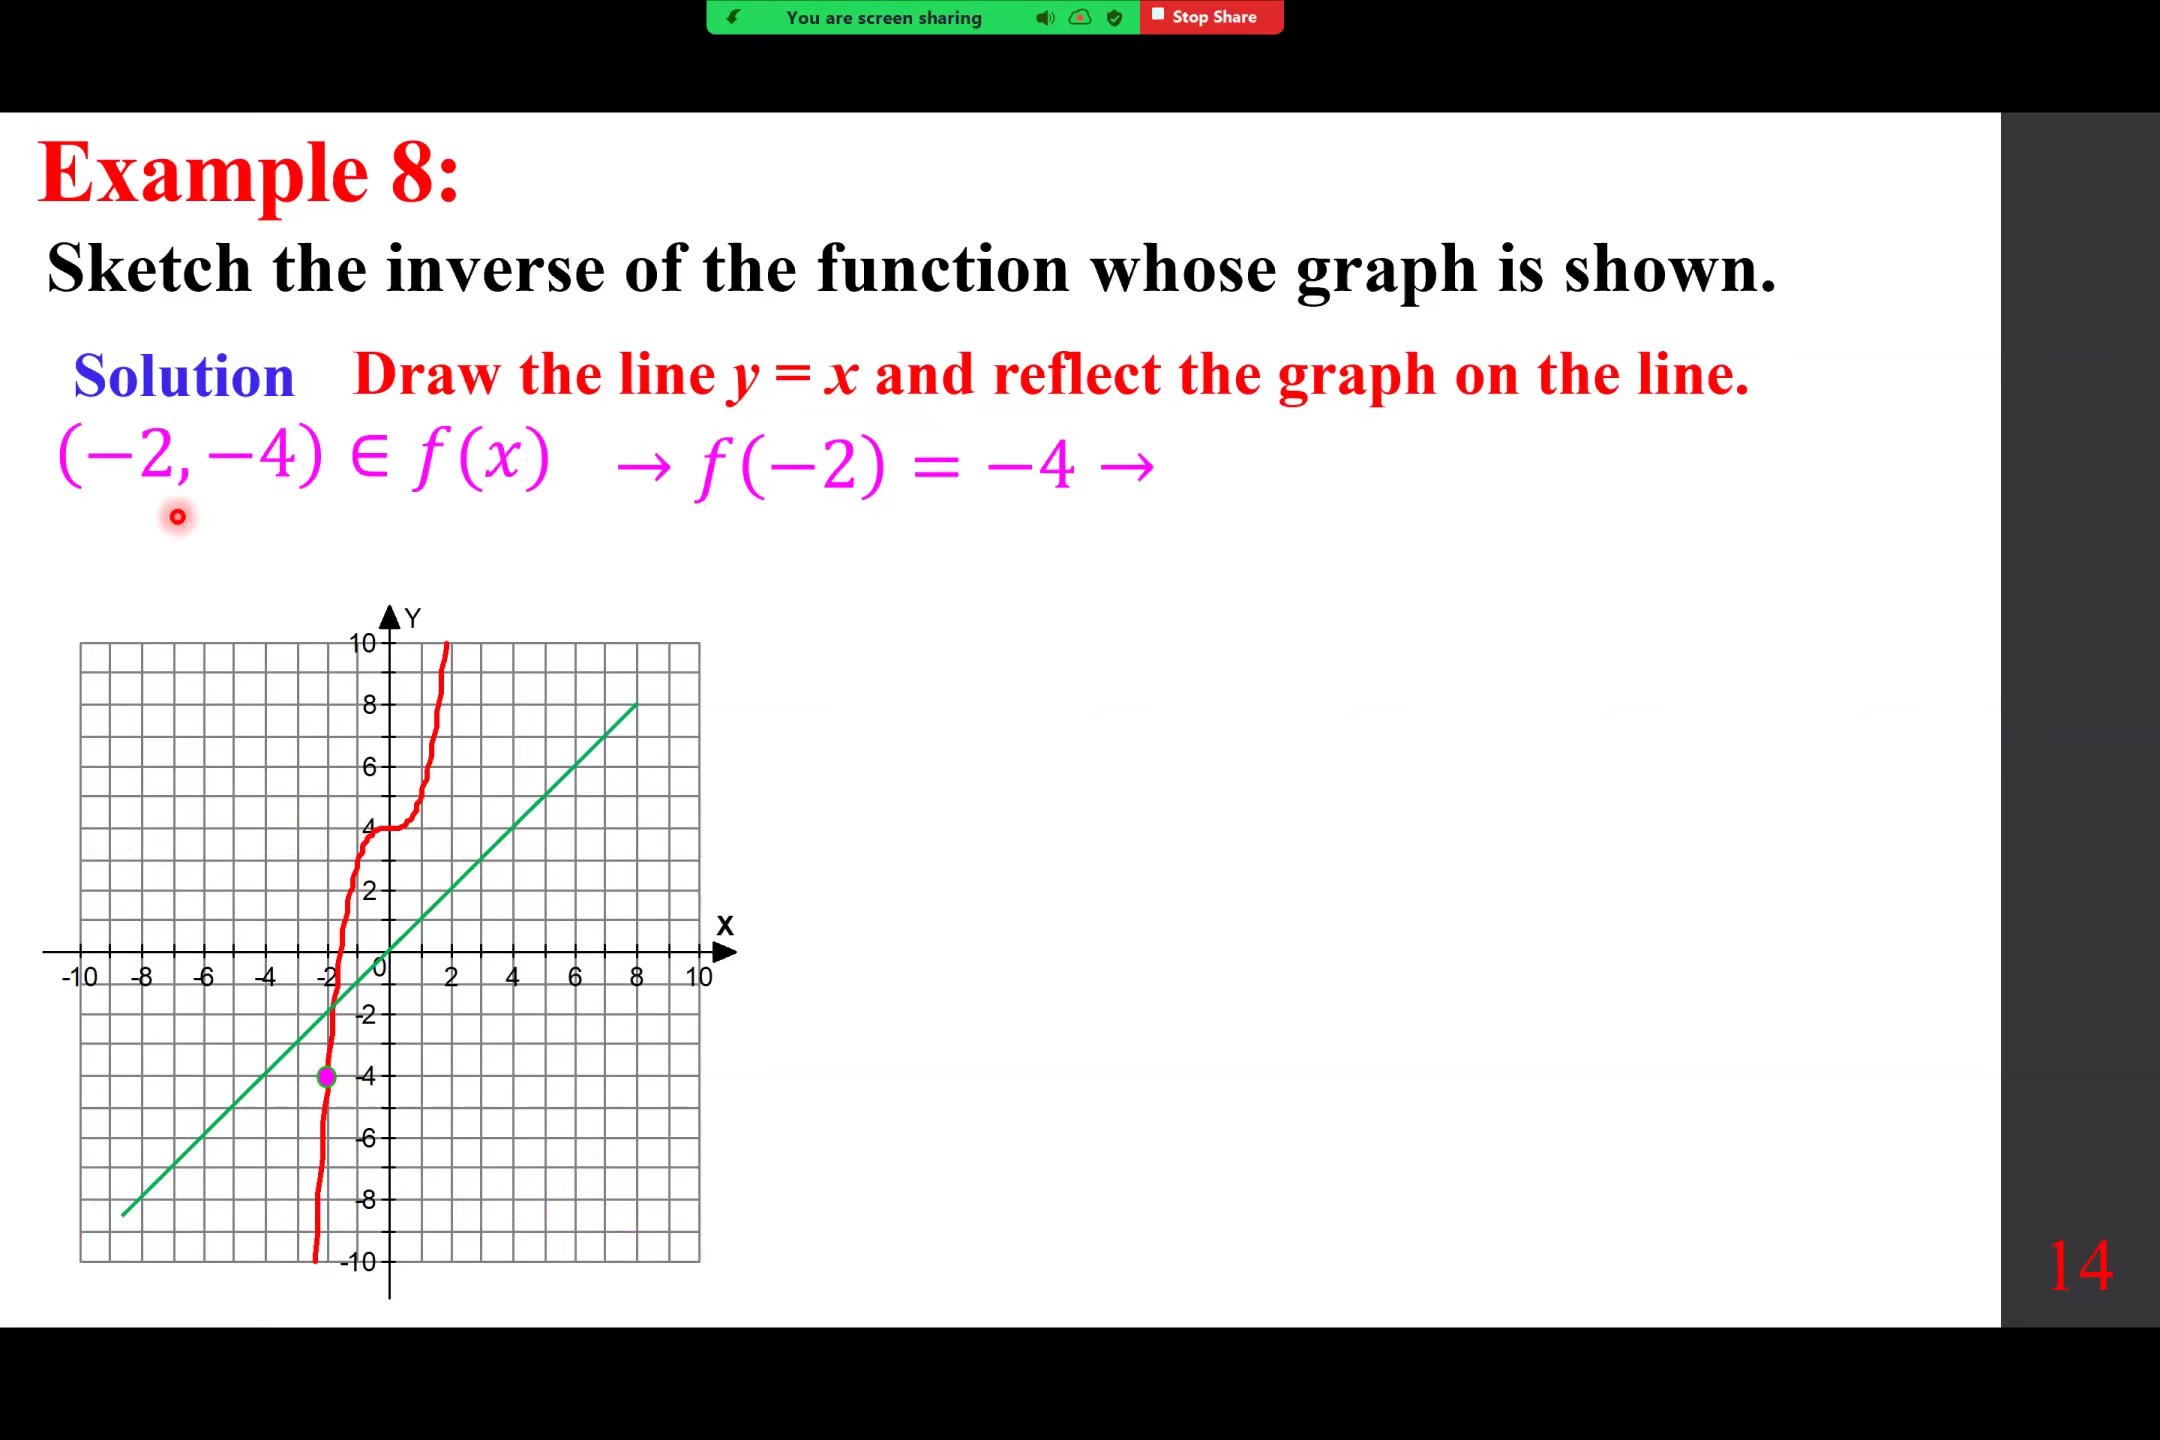 You are screen sharing Stop Share
Example 8:
Sketch the inverse of the function whose graph is shown.
Solution Draw the line y = x and reflect the graph on the line.
(−2, −4) ∈ f(x) → f(−2) = −4 →
Y
10
8
6
4
2
X
-10 -8 -6 -4 -2 0 2 4 6 8 10
-2
-4
-6
-8
-10
14